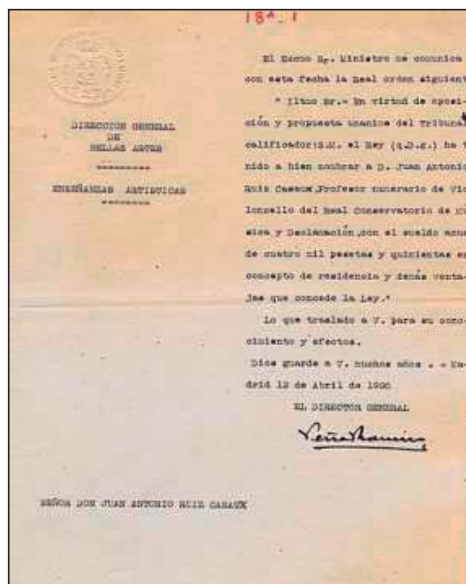 184. 1
DIRECCION GENERAL
DE
BELLAS ARTES
ENSEÑANZAS ARTISTICAS
El Excmo Sr. Ministro me comunica
con esta fecha la Real orden siguient
" Iltmo Sr.- En virtud de oposi-
ción y propuesta unanime del Tribunal
calificador;S.M. el Rey (q.D.g.) ha t
nido a bien nombrar a D. Juan Antonio
Ruiz Casaux,Profesor numerario de Vio
loncello del Real Conservatorio de Mú
sica y Declamación,con el sueldo anua
de cuatro mil pesetas y quinientas en
concepto de residencia y demás venta-
jas que concede la Ley."
Lo que traslado a V. para su cono-
cimiento y efectos.
Dios guarde a V. muchos años . - Ma-
drid 12 de Abril de 1920
EL DIRECTOR GENERAL
SEÑOR DON JUAN ANTONIO RUIZ CASAUX